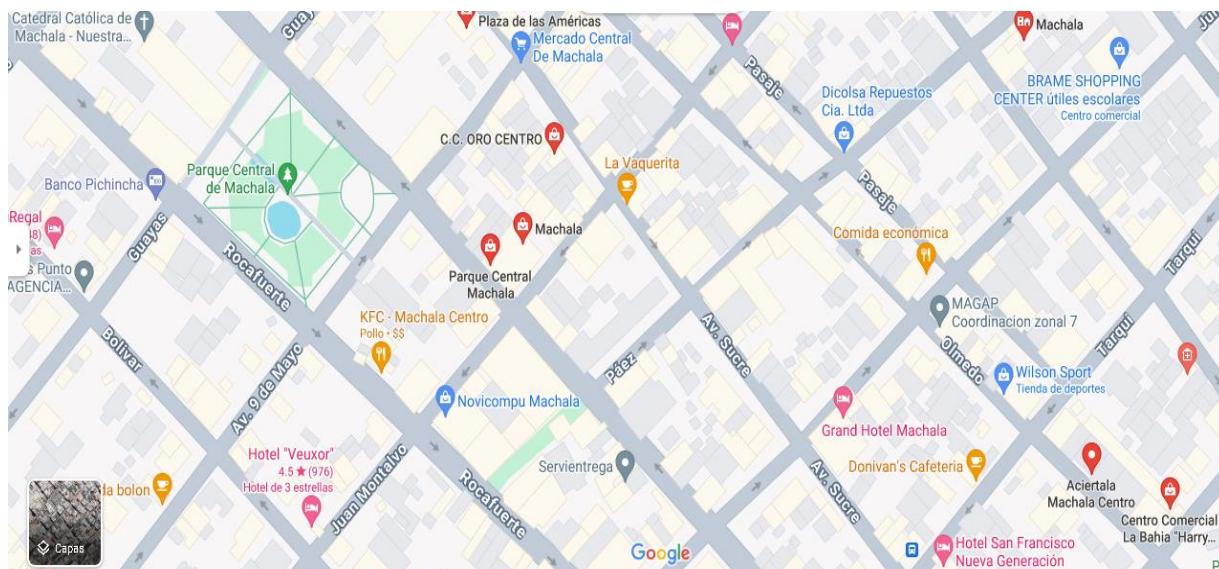 Catedral Católica de
Machala - Nuestra...
Guayas
Plaza de las Américas
Mercado Central
De Machala
Pasaje
Machala
BRAME SHOPPING
CENTER útiles escolares
Centro comercial
Dicolsa Repuestos
Cia. Ltda
C.C. ORO CENTRO
La Vaquerita
Parque Central
de Machala
Banco Pichincha
Pasaje
Regal
Guayas
Machala
Comida económica
Tarqui
Punto
AGENCIA...
Rocafuerte
Parque Central
Machala
MAGAP
Coordinacion zonal 7
KFC - Machala Centro
Pollo • $$
Bolívar
Av. 9 de Mayo
Av. Sucre
Páez
Olmedo
Tarqui
Wilson Sport
Tienda de deportes
Novicompu Machala
Grand Hotel Machala
Hotel "Veuxor"
4.5 ★ (976)
Hotel de 3 estrellas
Juan Montalvo
Rocafuerte
Servientrega
Av. Sucre
Donivan's Cafeteria
Aciertala
Machala Centro
bolon
Centro Comercial
La Bahia "Harry...
Capas
Google
Hotel San Francisco
Nueva Generación